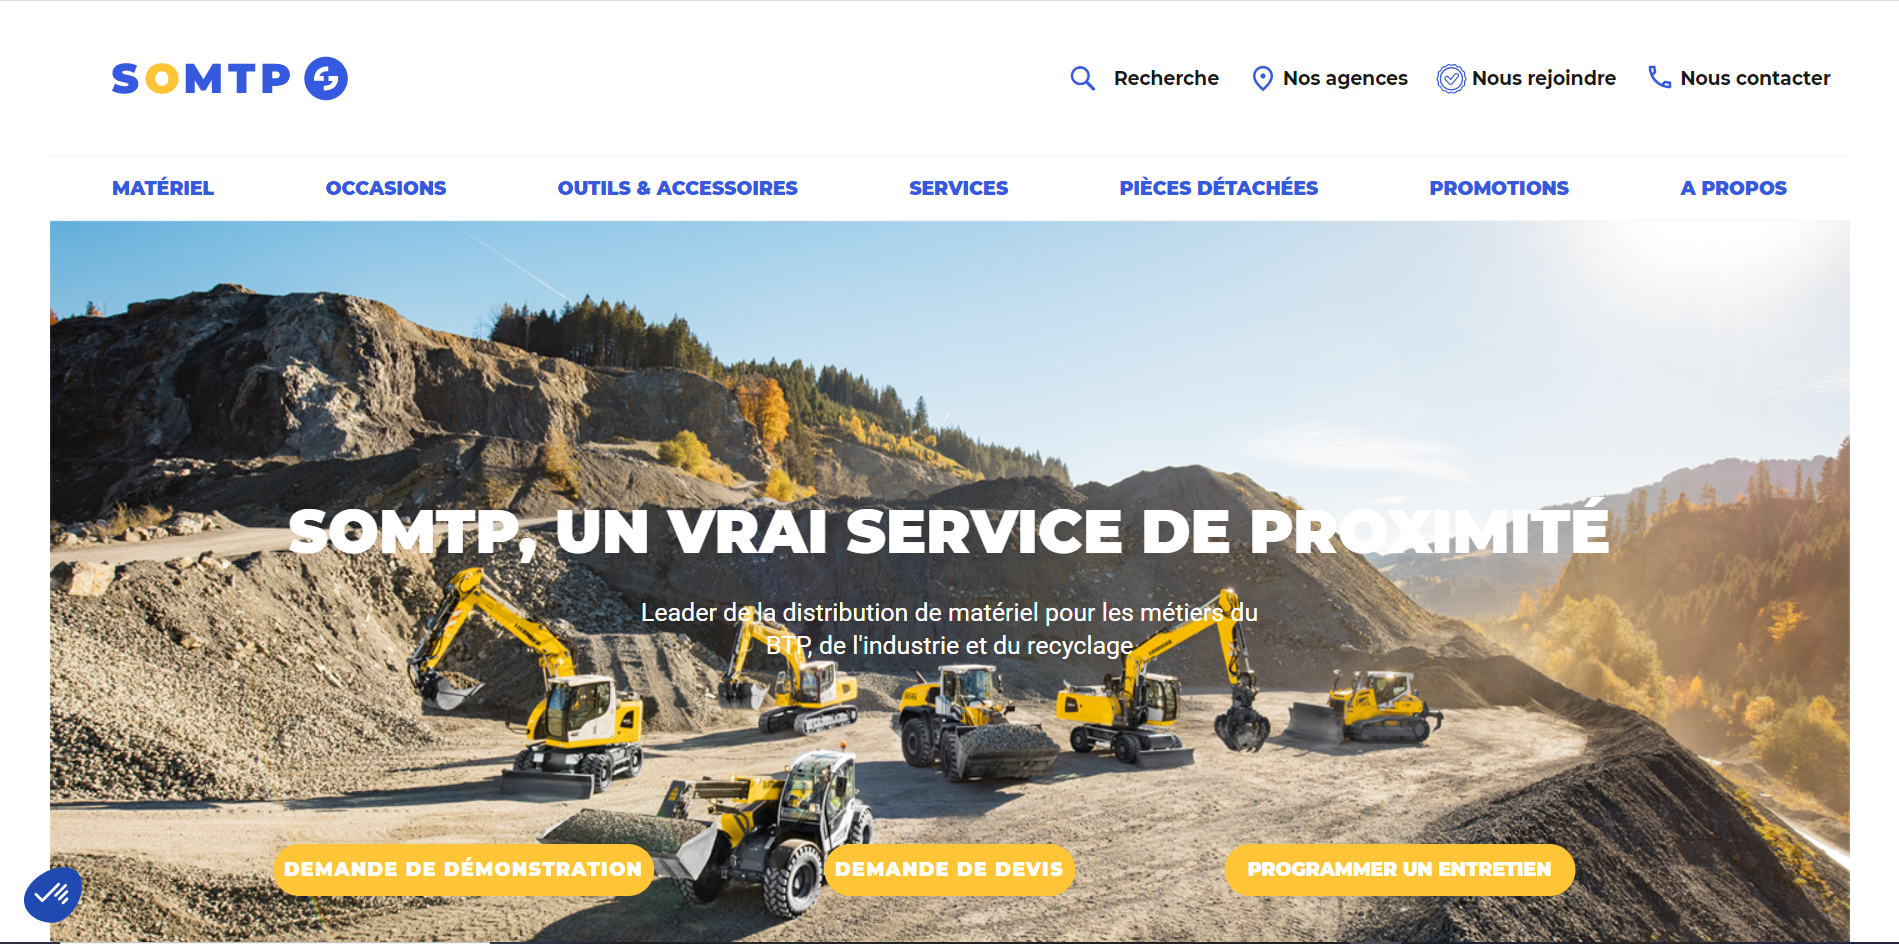 SOMTP
Recherche
Nos agences
Nous rejoindre
Nous contacter
MATÉRIEL
OCCASIONS
OUTILS & ACCESSOIRES
SERVICES
PIÈCES DÉTACHÉES
PROMOTIONS
A PROPOS
SOMTP, UN VRAI SERVICE DE PROXIMITÉ
Leader de la distribution de matériel pour les métiers du
BTP, de l'industrie et du recyclage.
DEMANDE DE DÉMONSTRATION
DEMANDE DE DEVIS
PROGRAMMER UN ENTRETIEN